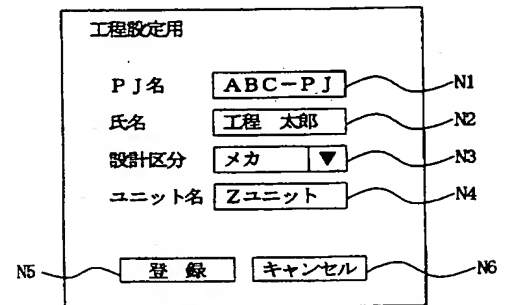 工程設定用
PJ名 ABC－PJ N1
氏名 工程 太郎 N2
設計区分 メカ ▼ N3
ユニット名 Zユニット N4
N5 登 録 キャンセル N6